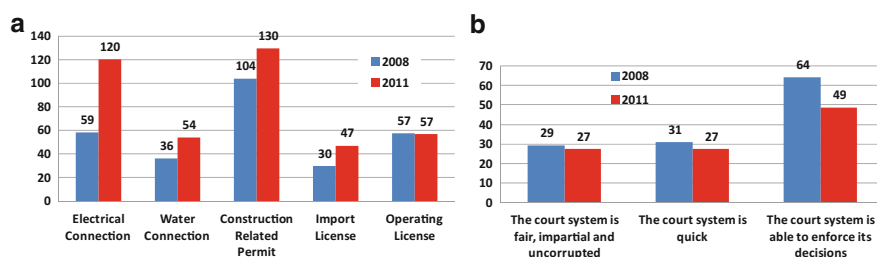 a
140
120
100
80
60
40
20
0
59
120
36
54
104
130
30
47
57
57
2008
2011
Electrical
Connection
Water
Connection
Construction
Related
Permit
Import
License
Operating
License
b
70
60
50
40
30
20
10
0
29
27
31
27
64
49
2008
2011
The court system is
fair, impartial and
uncorrupted
The court system is
quick
The court system is
able to enforce its
decisions